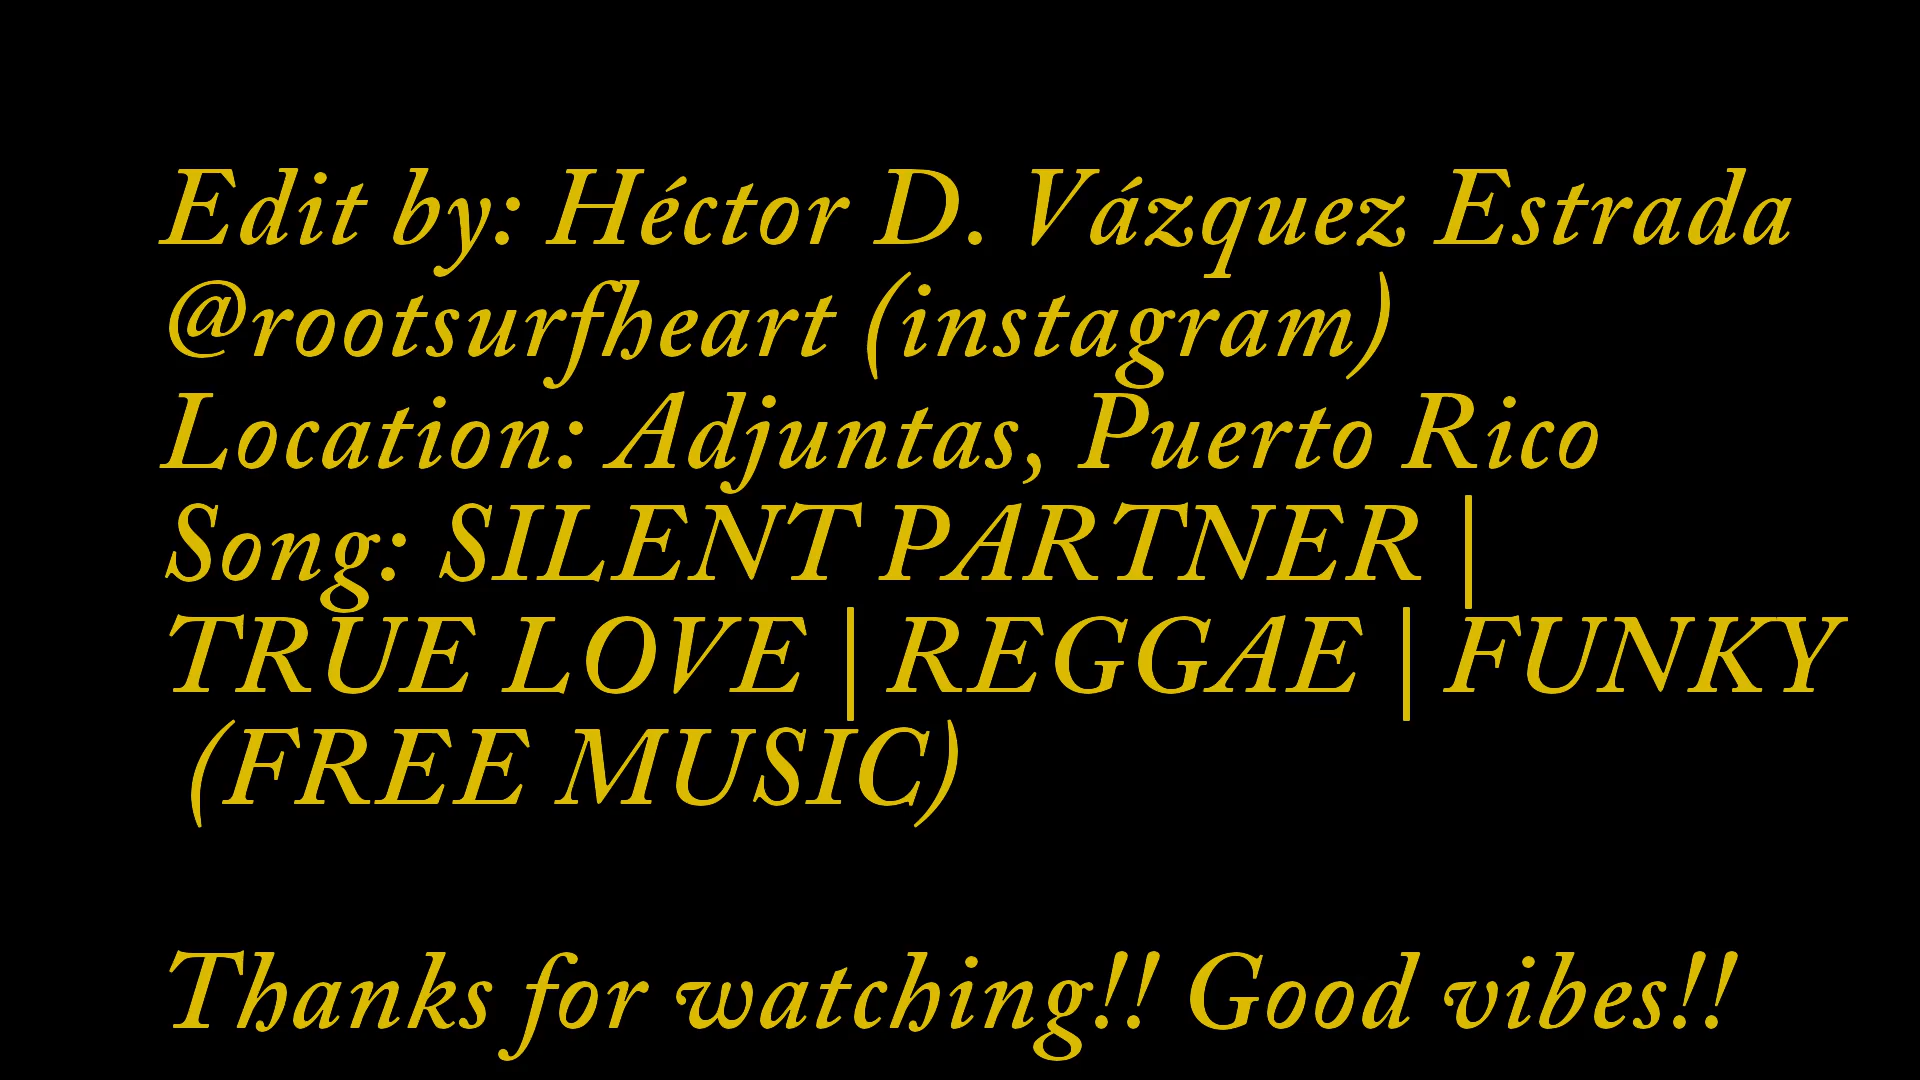 Edit by: Héctor D. Vázquez Estrada
@rootsurfheart (instagram)
Location: Adjuntas, Puerto Rico
Song: SILENT PARTNER |
TRUE LOVE | REGGAE | FUNKY
(FREE MUSIC)
Thanks for watching!! Good vibes!!